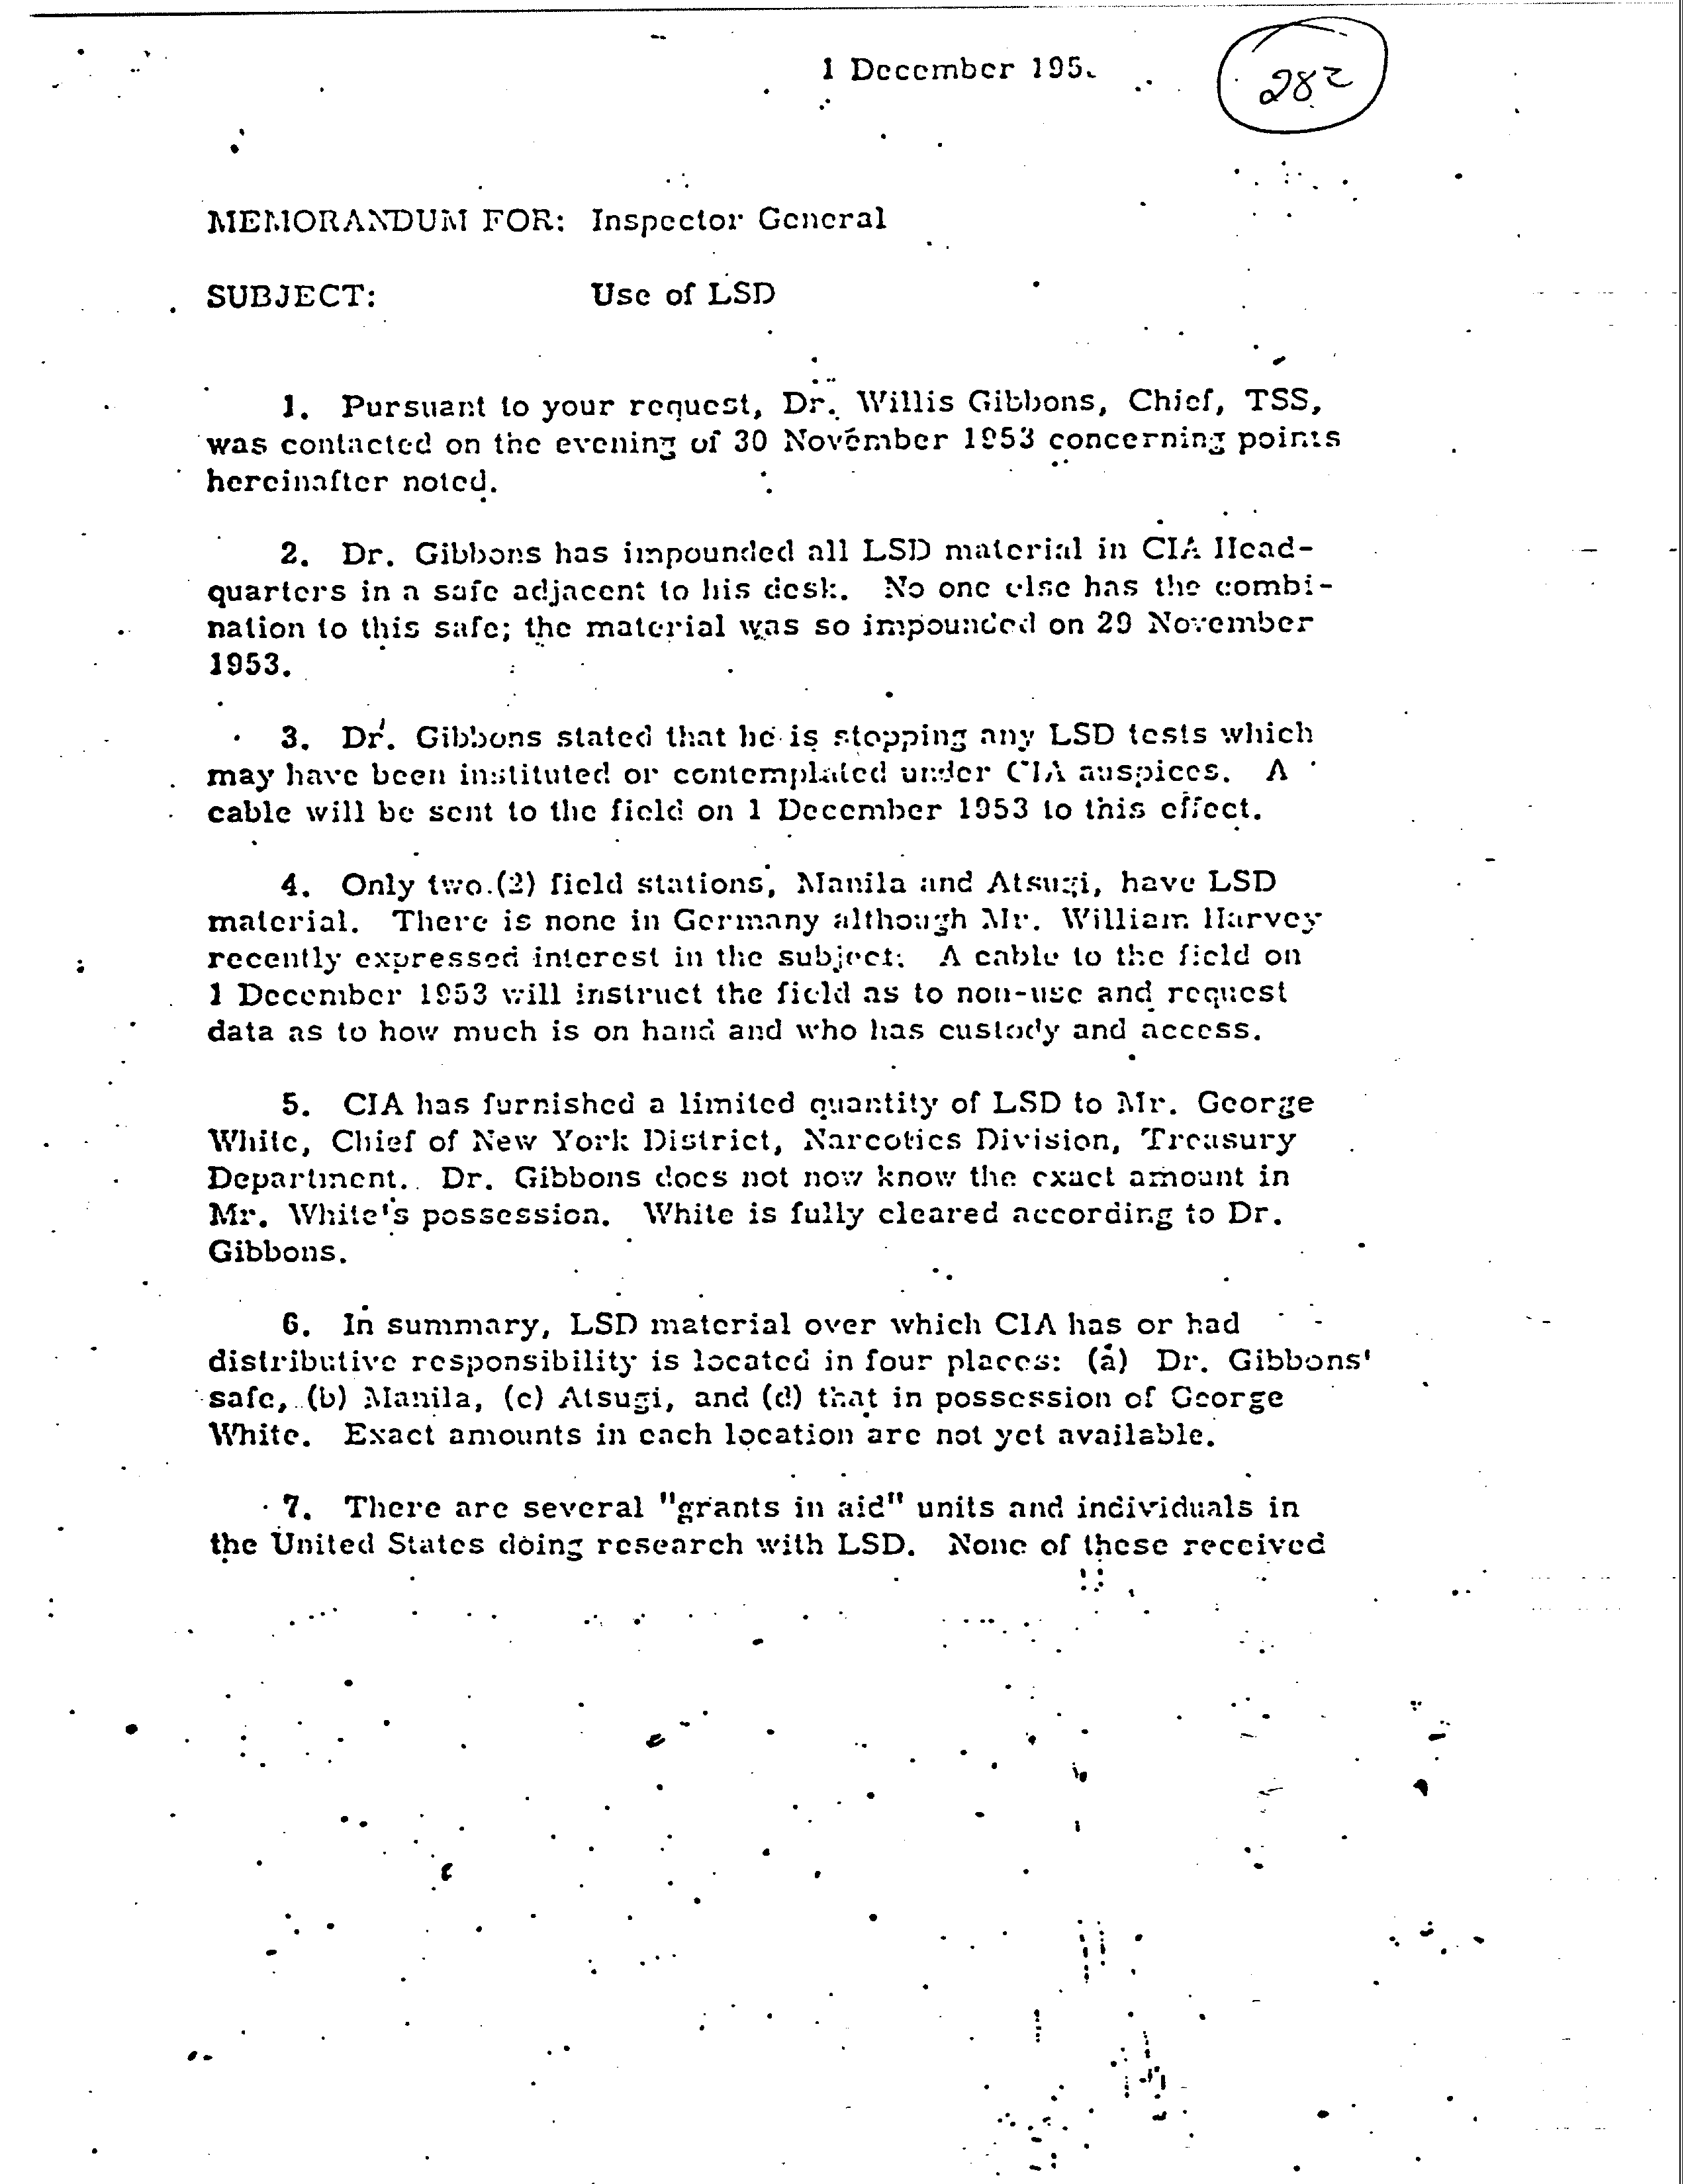 1 December 195
282
MEMORANDUM FOR: Inspector General
SUBJECT: Use of LSD
1. Pursuant to your request, Dr. Willis Gibbons, Chief, TSS,
was contacted on the evening of 30 November 1953 concerning points
hereinafter noted.
2. Dr. Gibbons has impounded all LSD material in CIA Head-
quarters in a safe adjacent to his desk. No one else has the combi-
nation to this safe; the material was so impounded on 29 November
1953.
3. Dr. Gibbons stated that he is stopping any LSD tests which
may have been instituted or contemplated under CIA auspices. A
cable will be sent to the field on 1 December 1953 to this effect.
4. Only two (2) field stations, Manila and Atsugi, have LSD
material. There is none in Germany although Mr. William Harvey
recently expressed interest in the subject. A cable to the field on
1 December 1953 will instruct the field as to non-use and request
data as to how much is on hand and who has custody and access.
5. CIA has furnished a limited quantity of LSD to Mr. George
White, Chief of New York District, Narcotics Division, Treasury
Department. Dr. Gibbons does not now know the exact amount in
Mr. White's possession. White is fully cleared according to Dr.
Gibbons.
6. In summary, LSD material over which CIA has or had
distributive responsibility is located in four places: (a) Dr. Gibbons'
safe, (b) Manila, (c) Atsugi, and (d) that in possession of George
White. Exact amounts in each location are not yet available.
7. There are several "grants in aid" units and individuals in
the United States doing research with LSD. None of these received